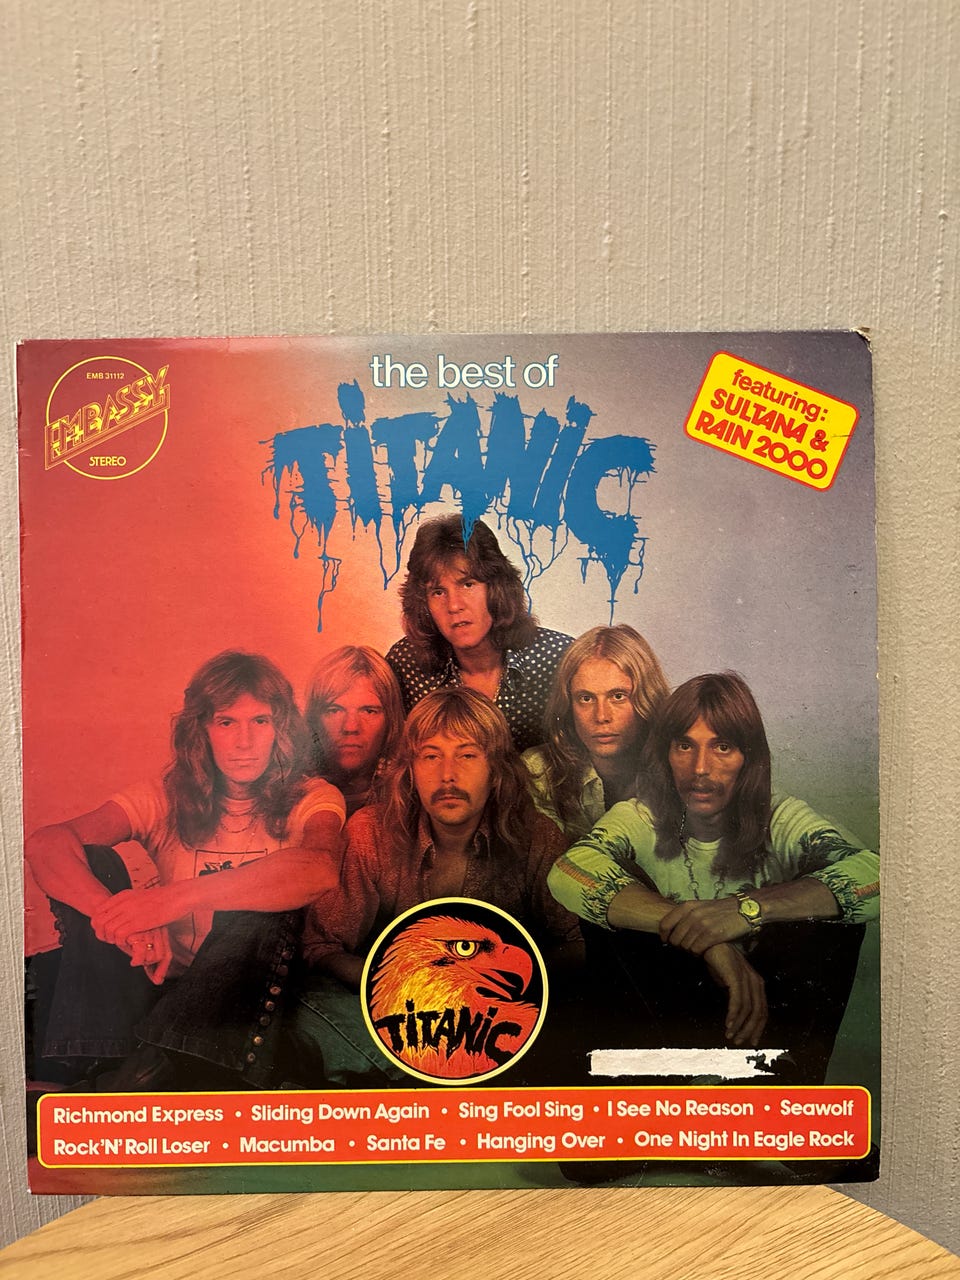 EMB 31112
EMBASSY
STEREO
the best of
TiTANiC
featuring:
SULTANA &
RAIN 2000
TiTANiC
Richmond Express • Sliding Down Again • Sing Fool Sing • I See No Reason • Seawolf
Rock'N'Roll Loser • Macumba • Santa Fe • Hanging Over • One Night In Eagle Rock